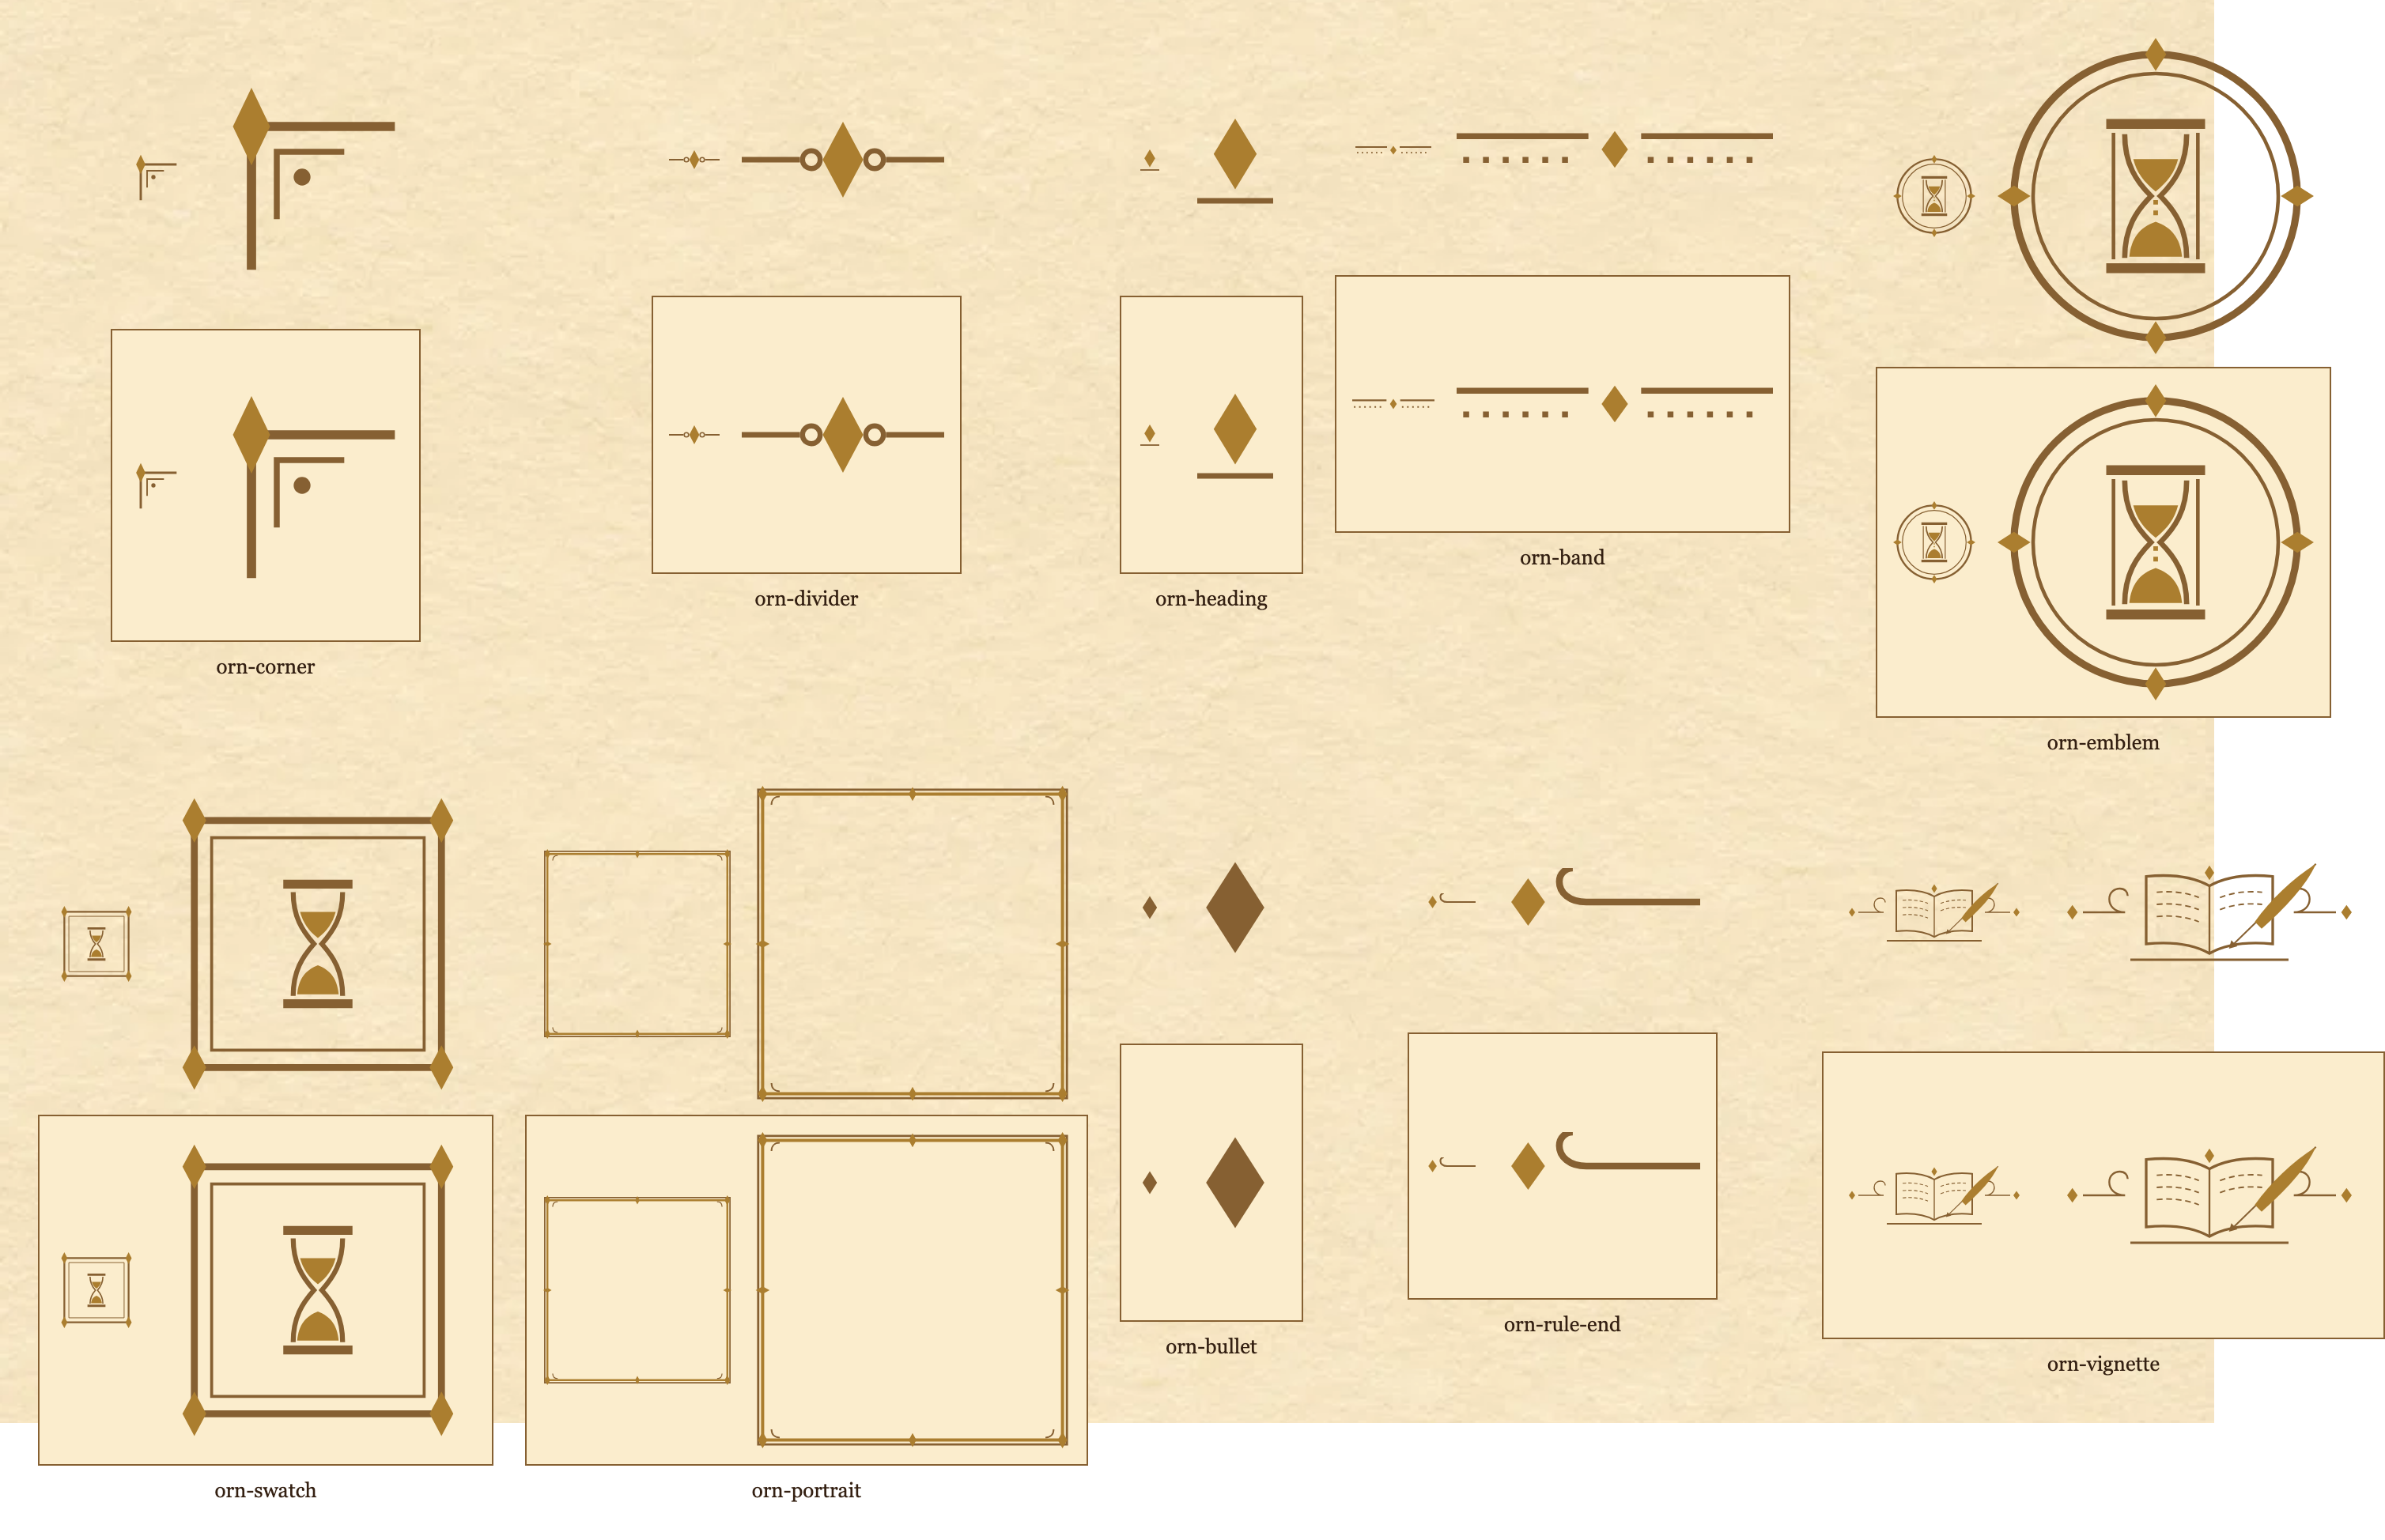 orn-corner
orn-divider
orn-heading
orn-band
orn-emblem
orn-swatch
orn-portrait
orn-bullet
orn-rule-end
orn-vignette